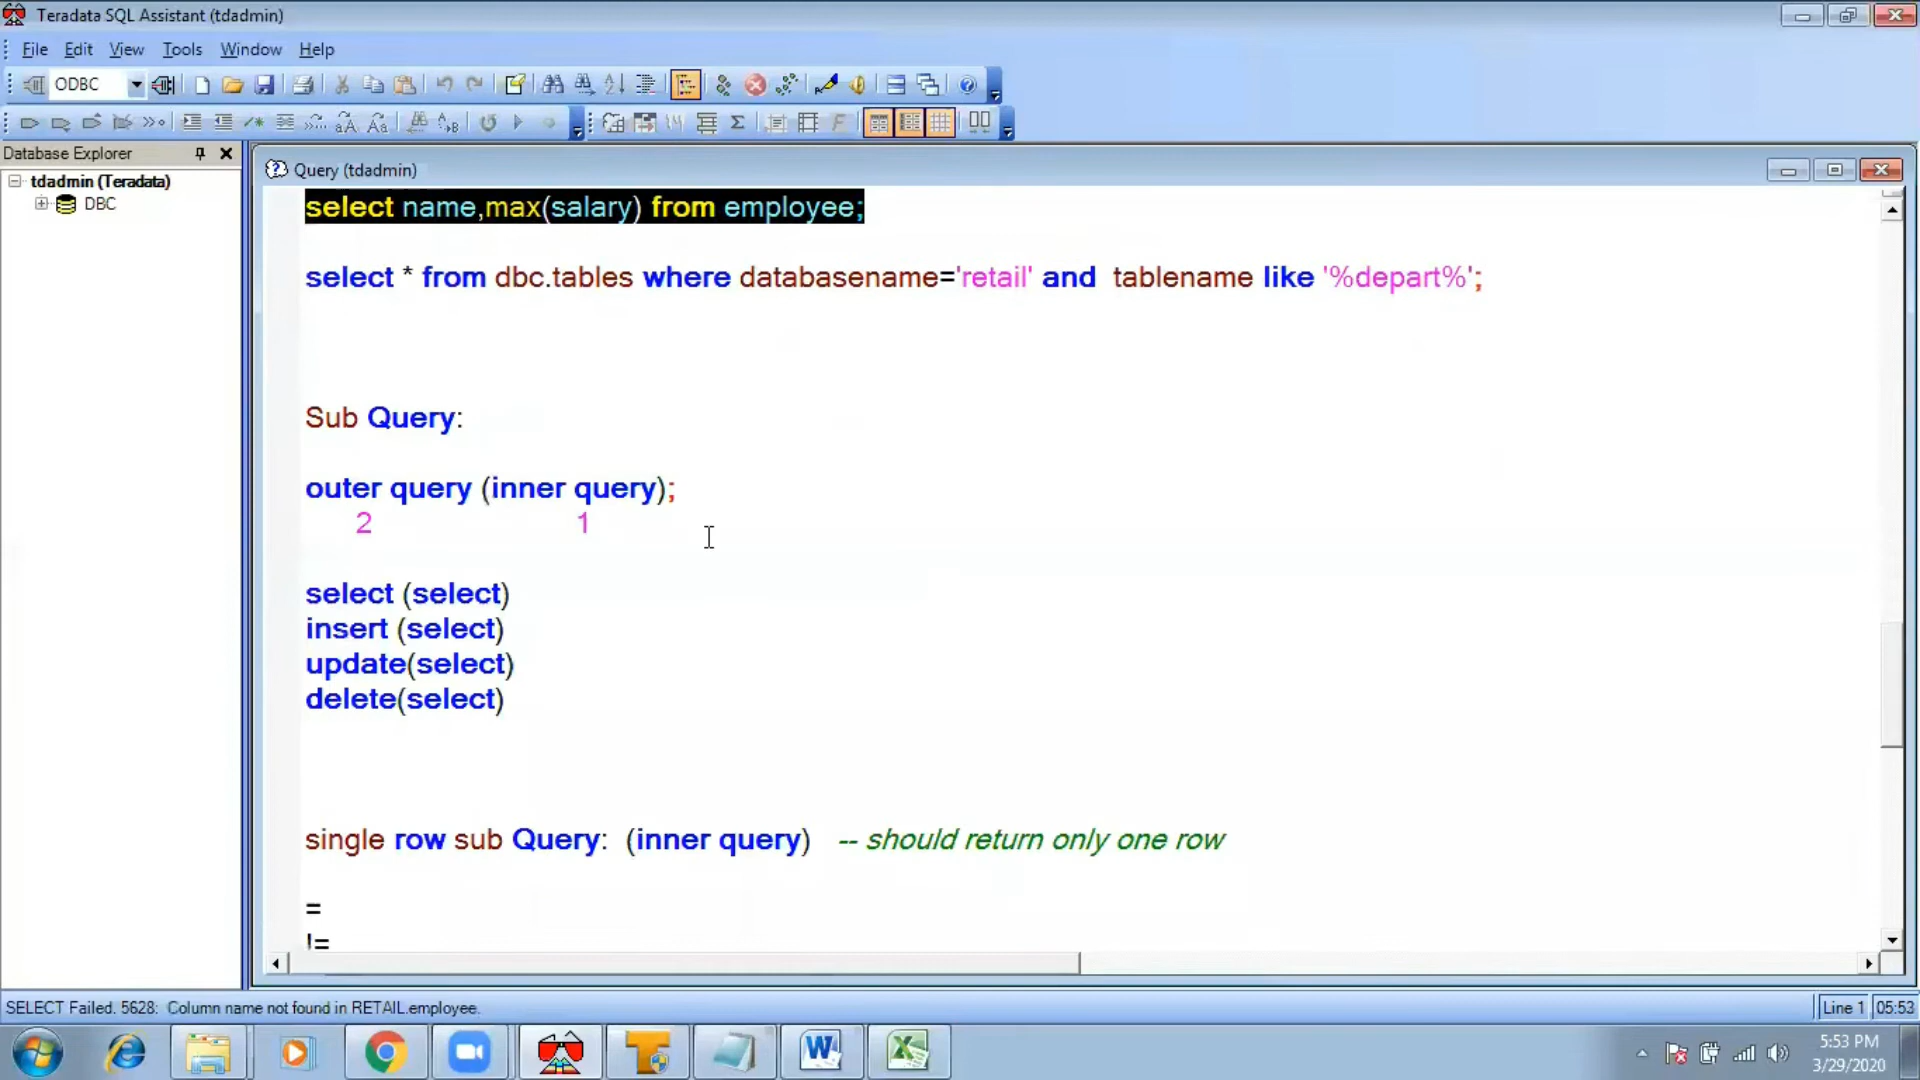 Teradata SQL Assistant (tdadmin)
File Edit View Tools Window Help
ODBC
Database Explorer
tdadmin (Teradata)
DBC
Query (tdadmin)
select name,max(salary) from employee;
select * from dbc.tables where databasename='retail' and  tablename like '%depart%';
Sub Query:
outer query (inner query);
2 1
select (select)
insert (select)
update(select)
delete(select)
single row sub Query:  (inner query)   -- should return only one row
=
!=
SELECT Failed. 5628:  Column name not found in RETAIL.employee.
Line 1 05:53
5:53 PM
3/29/2020